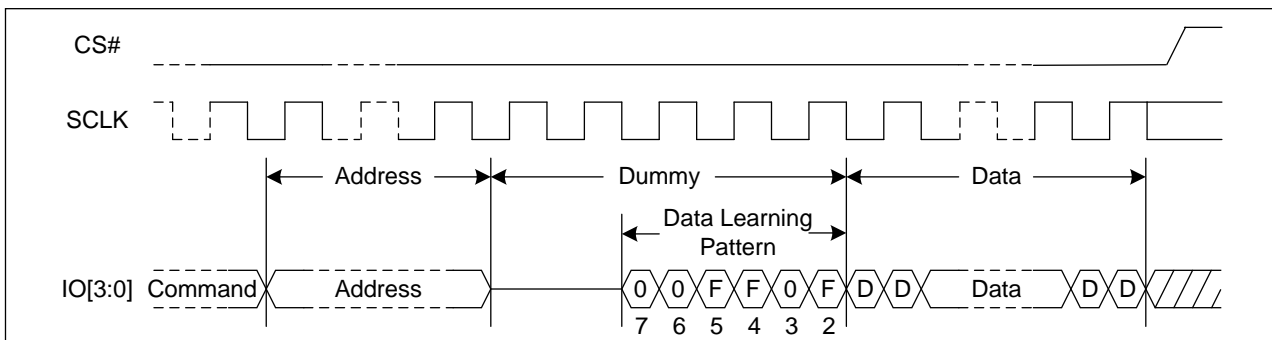 CS#
SCLK
Address Dummy Data
Data Learning
Pattern
IO[3:0] Command Address 0 0 F F 0 F D D Data D D
7 6 5 4 3 2